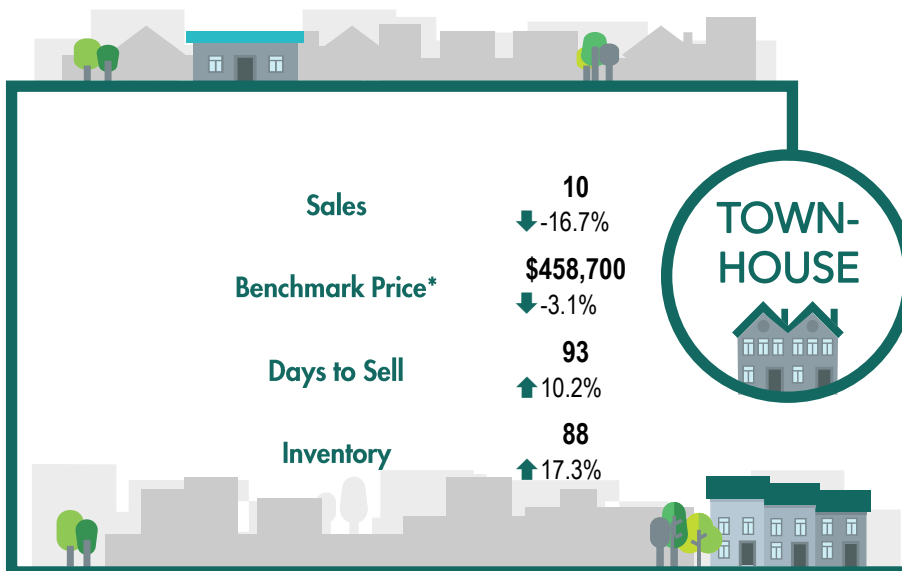 Sales
10
-16.7%
Benchmark Price*
$458,700
-3.1%
Days to Sell
93
10.2%
Inventory
88
17.3%
TOWN-
HOUSE